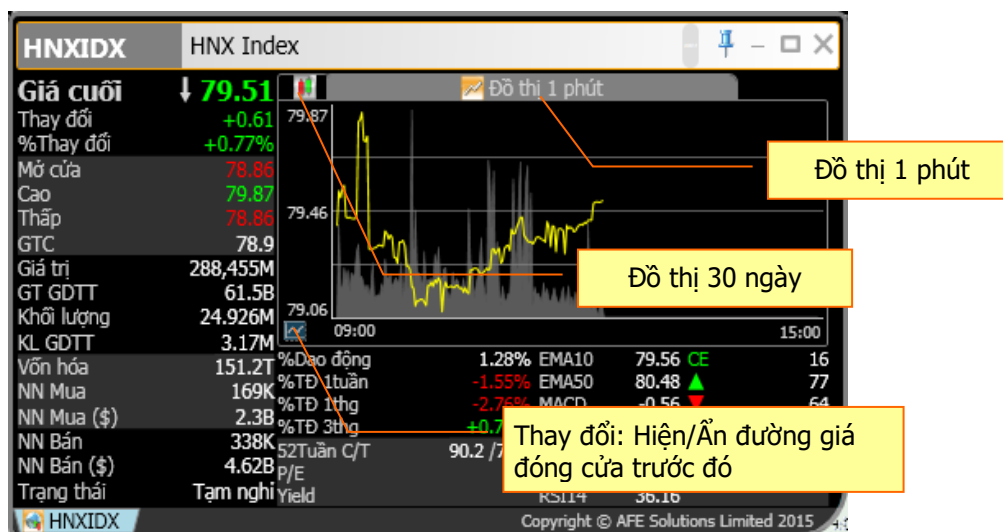 HNXIDX HNX Index
Giá cuối 79.51
Thay đổi +0.61
%Thay đổi +0.77%
Mở cửa 78.86
Cao 79.87
Thấp 78.86
GTC 78.9
Giá trị 288,455M
GT GDTT 61.5B
Khối lượng 24.926M
KL GDTT 3.17M
Vốn hóa 151.2T
NN Mua 169K
NN Mua ($) 2.3B
NN Bán 338K
NN Bán ($) 4.62B
Trạng thái Tạm nghỉ
Đồ thị 1 phút
79.87
79.46
79.06
09:00 15:00
Đồ thị 1 phút
Đồ thị 30 ngày
%Dao động 1.28% EMA10 79.56 CE 16
%TĐ 1tuần -1.55% EMA50 80.48 77
%TĐ 1thg -2.76% MACD -0.56 64
%TĐ 3thg
52Tuần C/T 90.2
P/E
Yield RSI14 36.16
Thay đổi: Hiện/Ẩn đường giá
đóng cửa trước đó
HNXIDX
Copyright © AFE Solutions Limited 2015